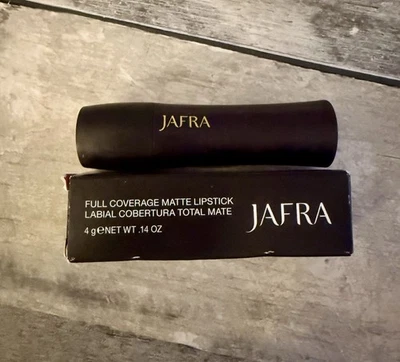 JAFRA
FULL COVERAGE MATTE LIPSTICK
LABIAL COBERTURA TOTAL MATE
4 g ℮ NET WT .14 OZ
JAFRA